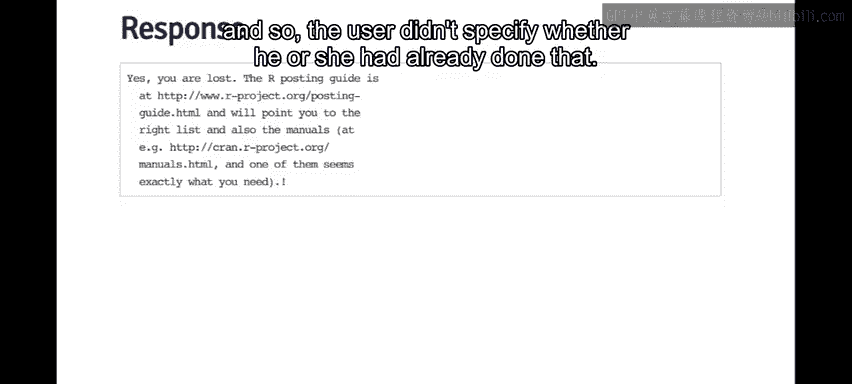 Response
and so, the user didn't specify whether
he or she had already done that.
Yes, you are lost. The R posting guide is
at http://www.r-project.org/posting-
guide.html and will point you to the
right list and also the manuals (at
e.g. http://cran.r-project.org/
manuals.html, and one of them seems
exactly what you need).!